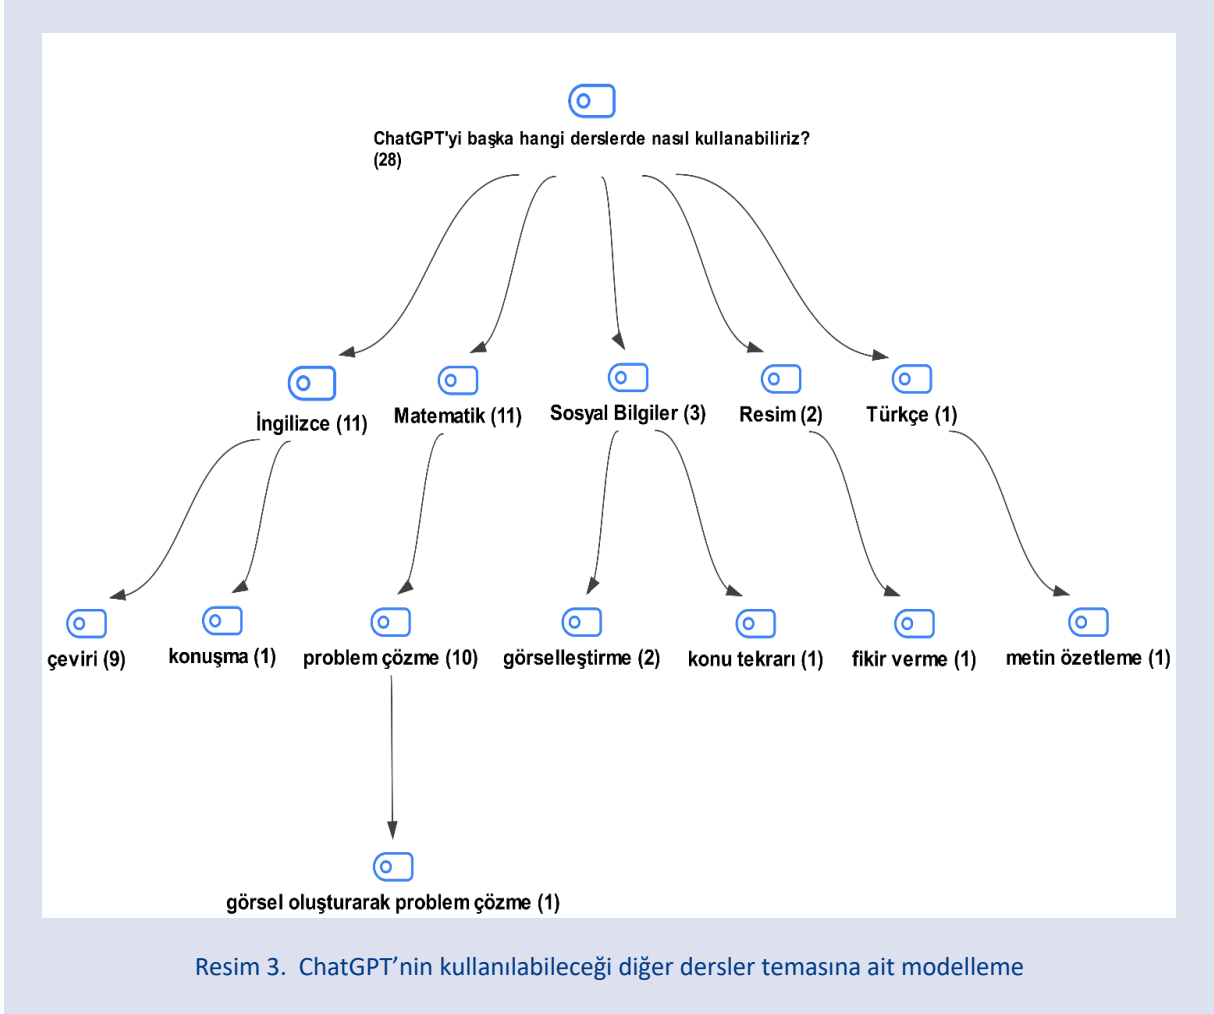 ChatGPT'yi başka hangi derslerde nasıl kullanabiliriz?
(28)
İngilizce (11)
Matematik (11)
Sosyal Bilgiler (3)
Resim (2)
Türkçe (1)
çeviri (9)
konuşma (1)
problem çözme (10)
görselleştirme (2)
konu tekrarı (1)
fikir verme (1)
metin özetleme (1)
görsel oluşturarak problem çözme (1)
Resim 3.  ChatGPT’nin kullanılabileceği diğer dersler temasına ait modelleme